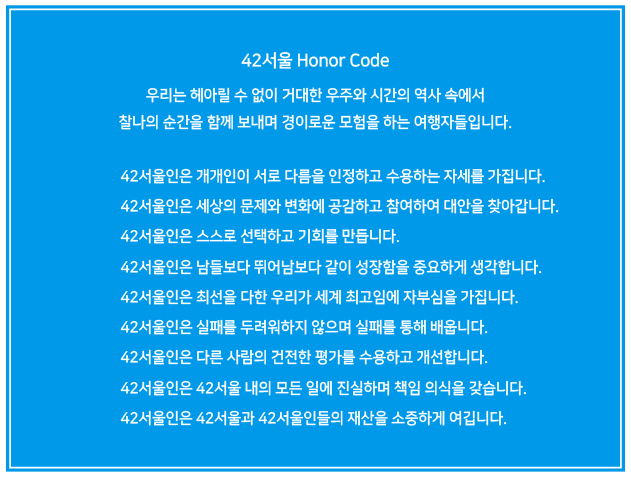 42서울 Honor Code
우리는 헤아릴 수 없이 거대한 우주와 시간의 역사 속에서
찰나의 순간을 함께 보내며 경이로운 모험을 하는 여행자들입니다.
42서울인은 개개인이 서로 다름을 인정하고 수용하는 자세를 가집니다.
42서울인은 세상의 문제와 변화에 공감하고 참여하여 대안을 찾아갑니다.
42서울인은 스스로 선택하고 기회를 만듭니다.
42서울인은 남들보다 뛰어남보다 같이 성장함을 중요하게 생각합니다.
42서울인은 최선을 다한 우리가 세계 최고임에 자부심을 가집니다.
42서울인은 실패를 두려워하지 않으며 실패를 통해 배웁니다.
42서울인은 다른 사람의 건전한 평가를 수용하고 개선합니다.
42서울인은 42서울 내의 모든 일에 진실하며 책임 의식을 갖습니다.
42서울인은 42서울과 42서울인들의 재산을 소중하게 여깁니다.